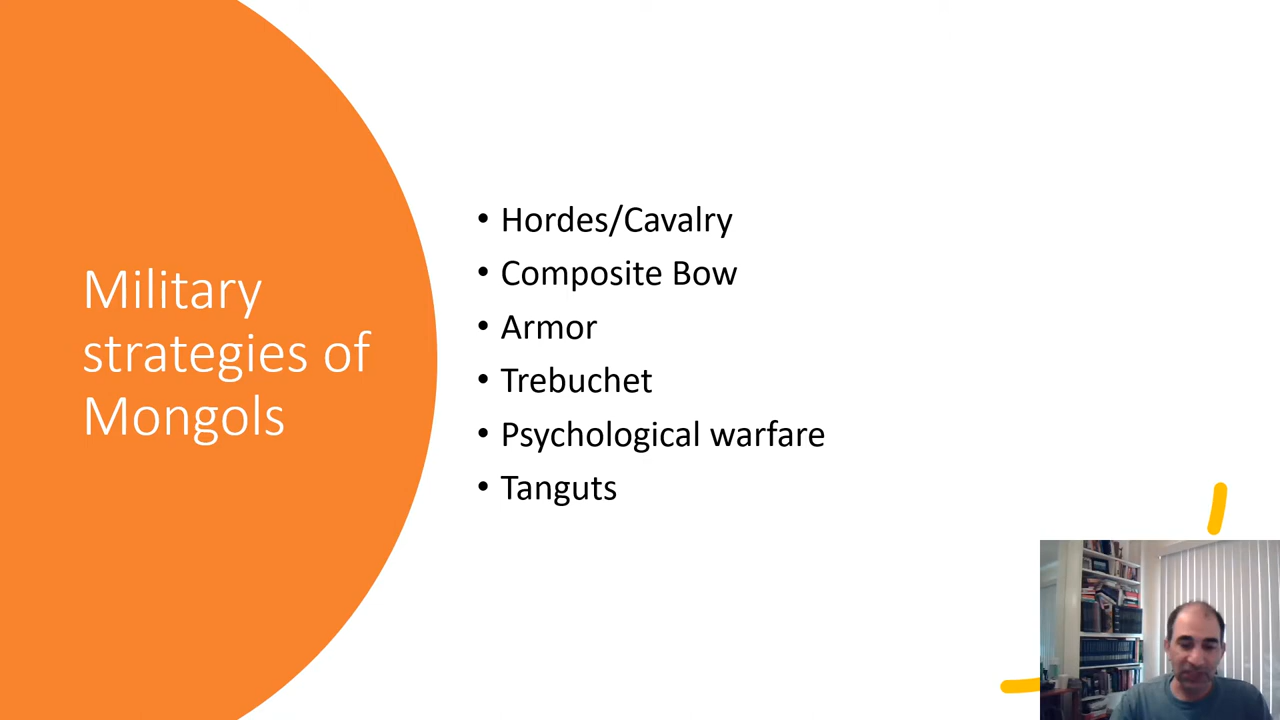 Military
strategies of
Mongols
• Hordes/Cavalry
• Composite Bow
• Armor
• Trebuchet
• Psychological warfare
• Tanguts